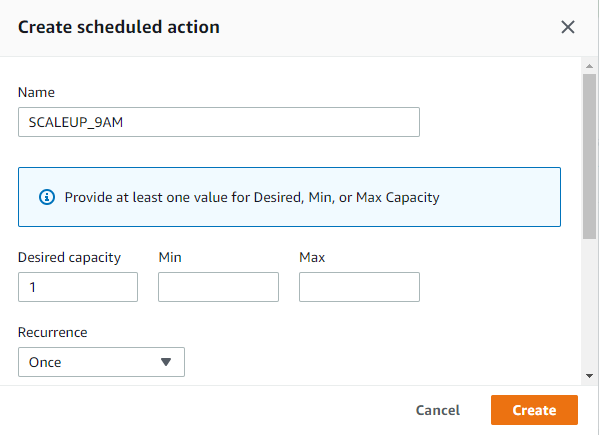 Create scheduled action
Name
SCALEUP_9AM
Provide at least one value for Desired, Min, or Max Capacity
Desired capacity Min Max
1
Recurrence
Once
Cancel Create